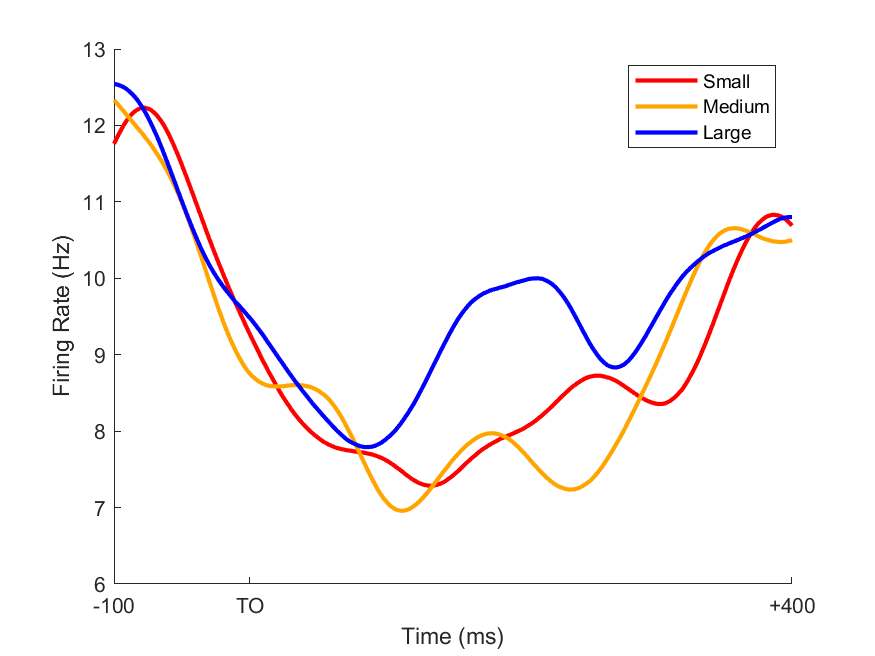 13
12
11
10
9
8
7
6
Firing Rate (Hz)
Small
Medium
Large
-100 TO +400
Time (ms)